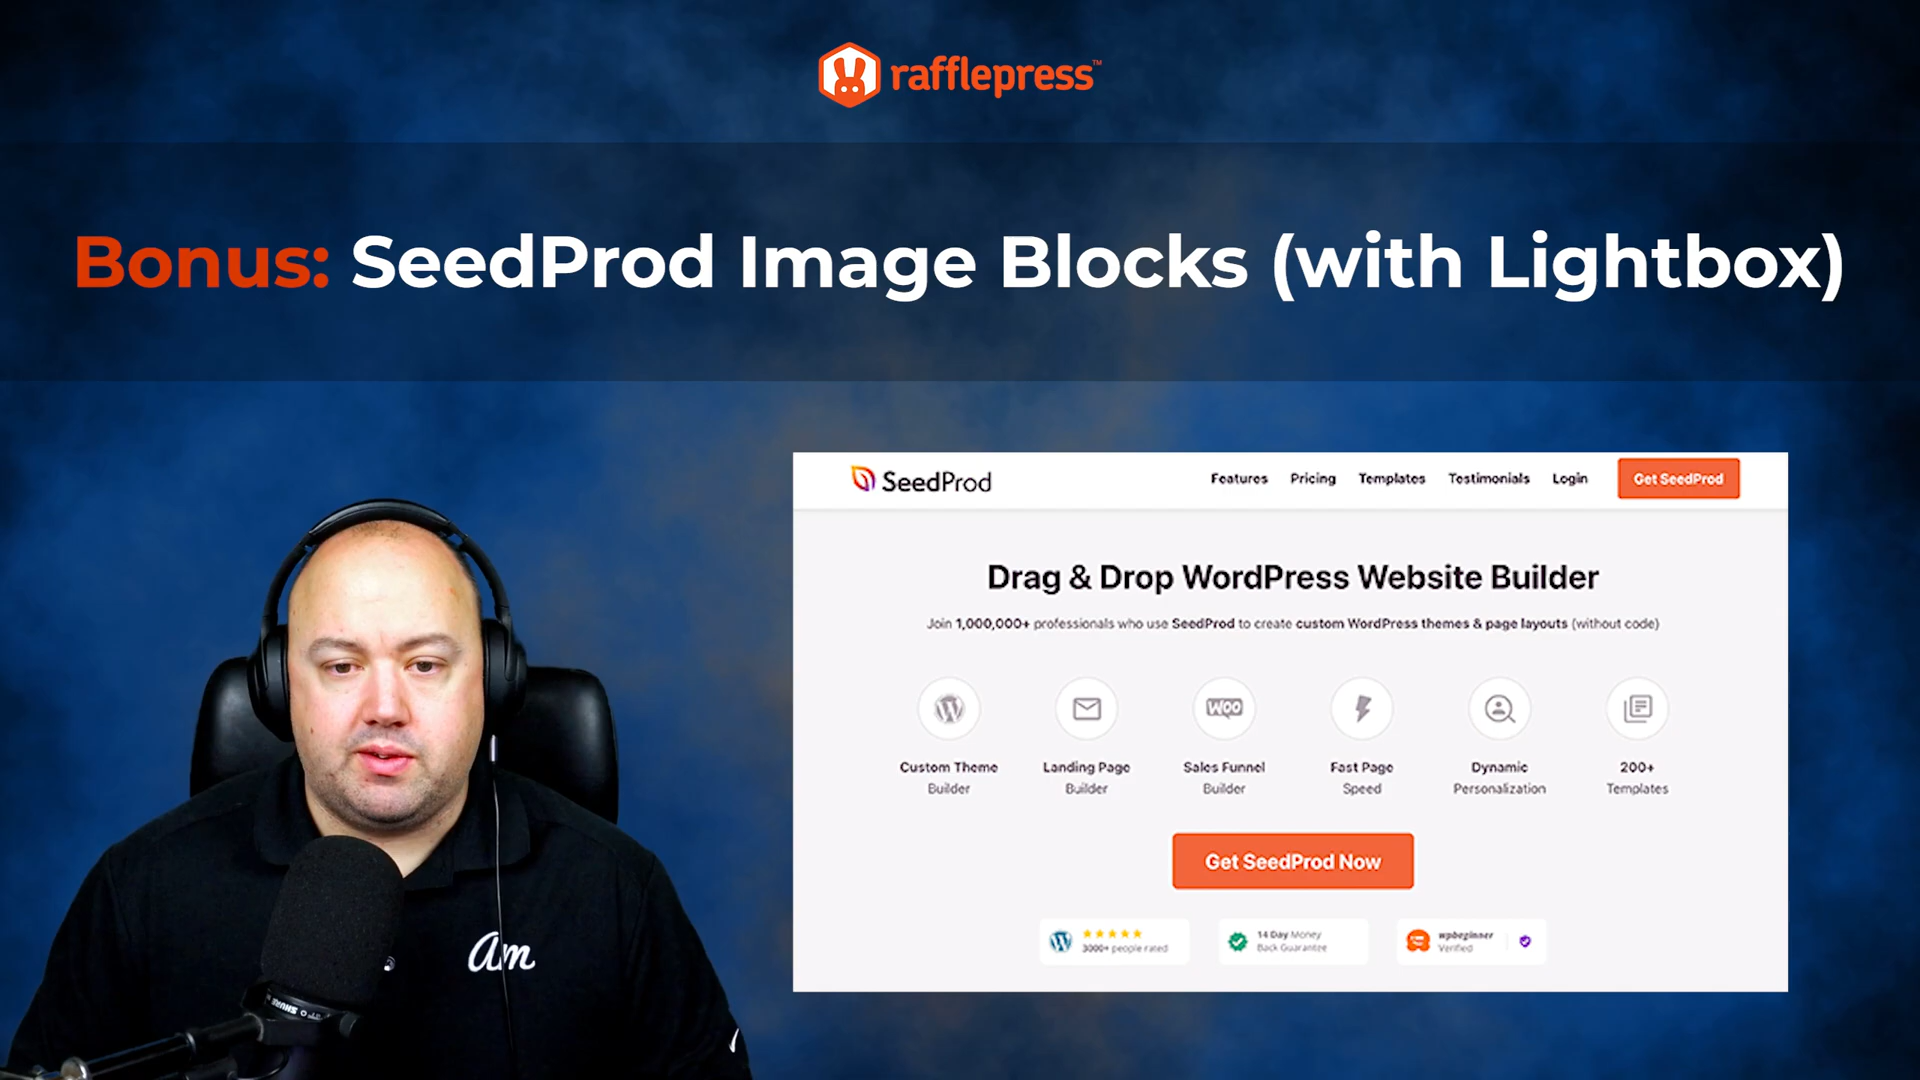 rafflepress™
Bonus: SeedProd Image Blocks (with Lightbox)
SeedProd
Features Pricing Templates Testimonials Login Get SeedProd
Drag & Drop WordPress Website Builder
Join 1,000,000+ professionals who use SeedProd to create custom WordPress themes & page layouts (without code)
WOO
Custom Theme Builder
Landing Page Builder
Sales Funnel Builder
Fast Page Speed
Dynamic Personalization
200+ Templates
Get SeedProd Now
3000+ people rated
14 Day Money
Back Guarantee
wpbeginner
Verified
Am
SHURE